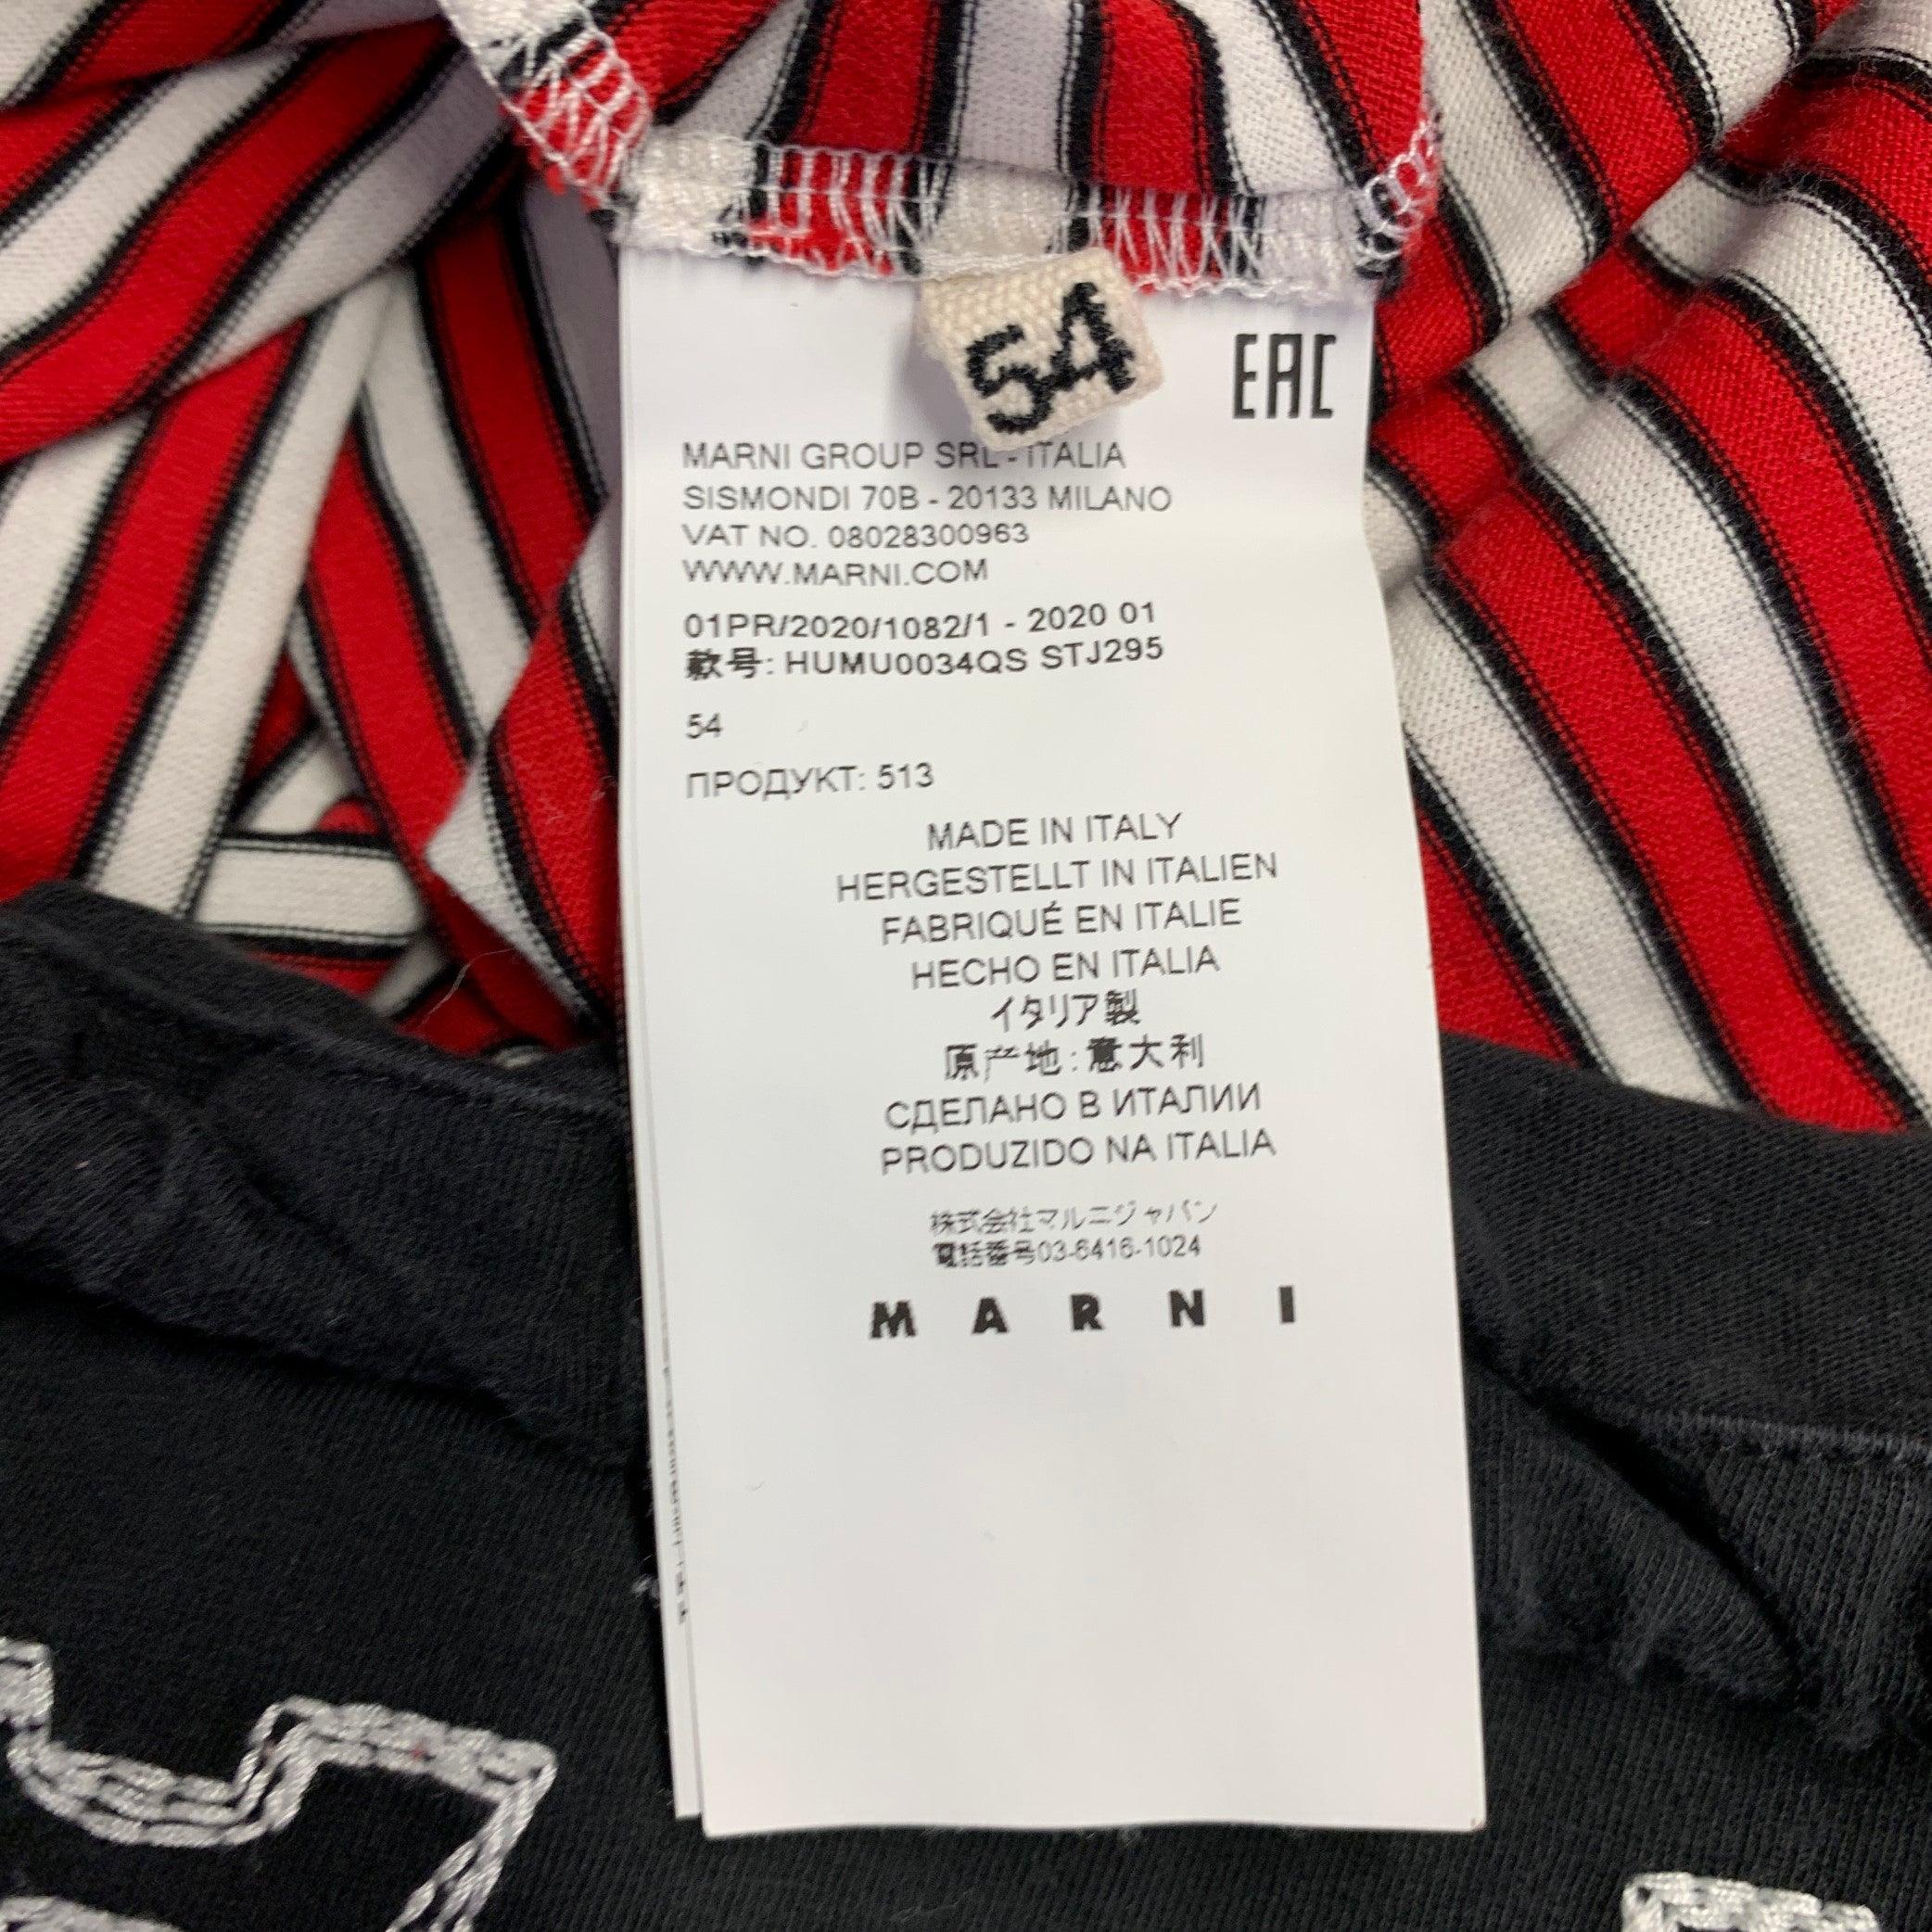 54
EAC
MARNI GROUP SRL - ITALIA
SISMONDI 70B - 20133 MILANO
VAT NO. 08028300963
WWW.MARNI.COM
01PR/2020/1082/1 - 2020 01
款号: HUMU0034QS STJ295
54
ПРОДУКТ: 513
MADE IN ITALY
HERGESTELLT IN ITALIEN
FABRIQUÉ EN ITALIE
HECHO EN ITALIA
イタリア製
原产地: 意大利
СДЕЛАНО В ИТАЛИИ
PRODUZIDO NA ITALIA
株式会社マルニジャパン
電話番号03-6416-1024
MARNI